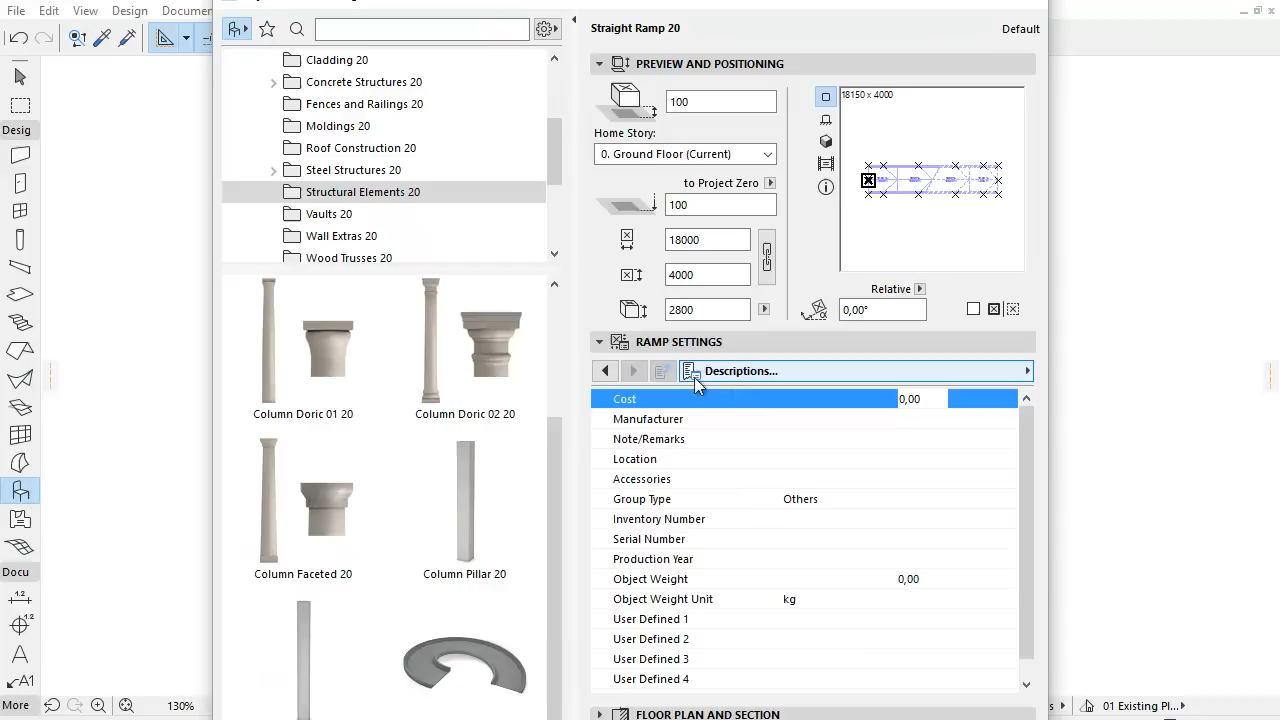 File Edit View Design Documen
Desig
Docu
More
Cladding 20
Concrete Structures 20
Fences and Railings 20
Moldings 20
Roof Construction 20
Steel Structures 20
Structural Elements 20
Vaults 20
Wall Extras 20
Wood Trusses 20
Column Doric 01 20
Column Doric 02 20
Column Faceted 20
Column Pillar 20
Straight Ramp 20
Default
PREVIEW AND POSITIONING
100
Home Story:
0. Ground Floor (Current)
to Project Zero
100
18000
4000
2800
18150 x 4000
Relative
0,00°
RAMP SETTINGS
Descriptions...
Cost 0,00
Manufacturer
Note/Remarks
Location
Accessories
Group Type Others
Inventory Number
Serial Number
Production Year
Object Weight 0,00
Object Weight Unit kg
User Defined 1
User Defined 2
User Defined 3
User Defined 4
FLOOR PLAN AND SECTION
1.2
A
A1
130%
s
01 Existing Pl...